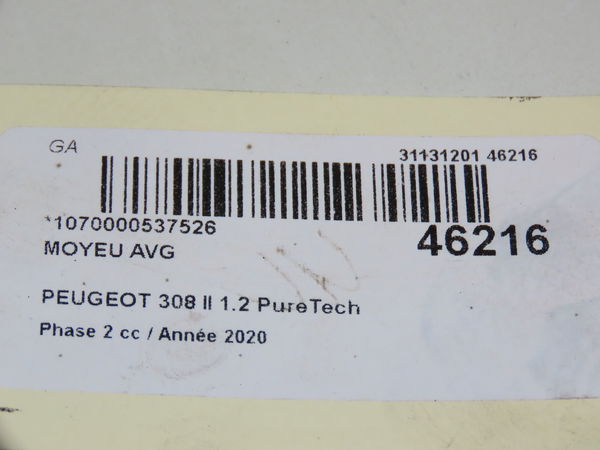 GA
31131201 46216
*1070000537526
46216
MOYEU AVG
PEUGEOT 308 II 1.2 PureTech
Phase 2 cc / Année 2020